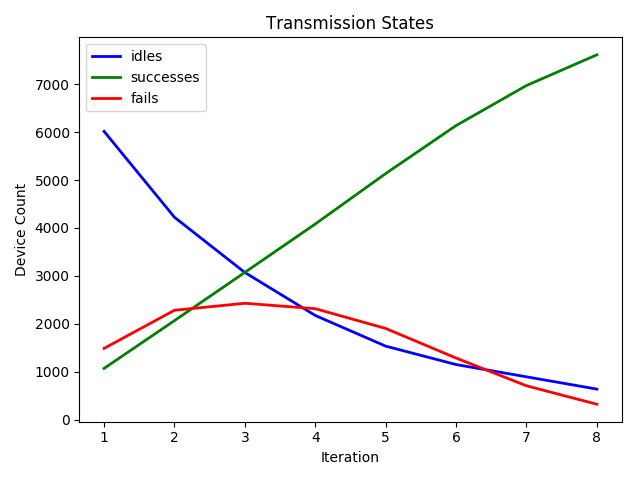 Transmission States
idles
successes
fails
Device Count
7000
6000
5000
4000
3000
2000
1000
0
1 2 3 4 5 6 7 8
Iteration